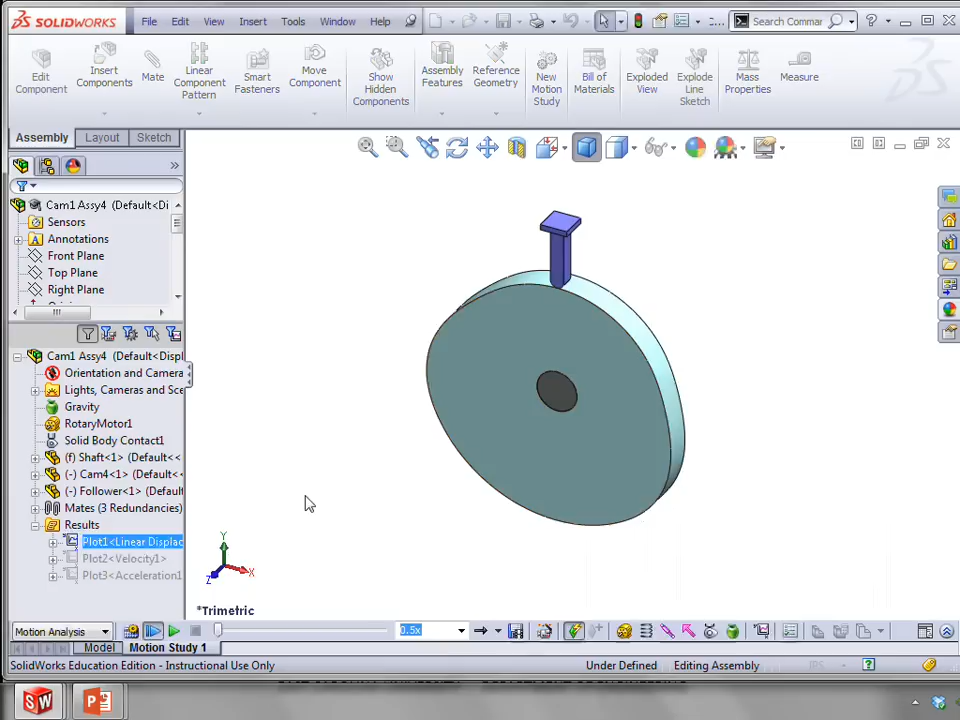 SOLIDWORKS File Edit View Insert Tools Window Help Search Commar
Edit Component
Insert Components
Mate
Linear Component Pattern
Smart Fasteners
Move Component
Show Hidden Components
Assembly Features
Reference Geometry
New Motion Study
Bill of Materials
Exploded View
Explode Line Sketch
Mass Properties
Measure
Assembly Layout Sketch
Cam1 Assy4 (Default<Di
Sensors
Annotations
Front Plane
Top Plane
Right Plane
Cam1 Assy4 (Default<Displ
Orientation and Camera
Lights, Cameras and Sce
Gravity
RotaryMotor1
Solid Body Contact1
(f) Shaft<1> (Default<<
(-) Cam4<1> (Default<
(-) Follower<1> (Defaul
Mates (3 Redundancies)
Results
Plot1<Linear Displac
Plot2<Velocity1>
Plot3<Acceleration1
Y
Z X
*Trimetric
Motion Analysis 0.5x
Model Motion Study 1
SolidWorks Education Edition - Instructional Use Only Under Defined Editing Assembly IPS